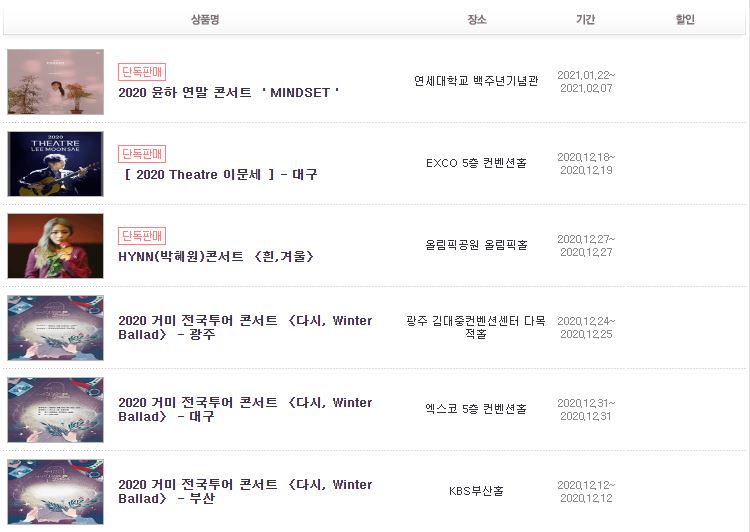 상품명 장소 기간 할인
단독판매
2020 윤하 연말 콘서트 ' MINDSET '
연세대학교 백주년기념관
2021.01.22~
2021.02.07
2020
THEATRE
LEE MOON SAE
단독판매
[ 2020 Theatre 이문세 ] - 대구
EXCO 5층 컨벤션홀
2020.12.18~
2020.12.19
단독판매
HYNN(박혜원)콘서트 〈흰,겨울〉
올림픽공원 올림픽홀
2020.12.27~
2020.12.27
2020 거미 전국투어 콘서트 〈다시, Winter
Ballad〉 - 광주
광주 김대중컨벤션센터 다목
적홀
2020.12.24~
2020.12.25
2020 거미 전국투어 콘서트 〈다시, Winter
Ballad〉 - 대구
엑스코 5층 컨벤션홀
2020.12.31~
2020.12.31
2020 거미 전국투어 콘서트 〈다시, Winter
Ballad〉 - 부산
KBS부산홀
2020.12.12~
2020.12.12